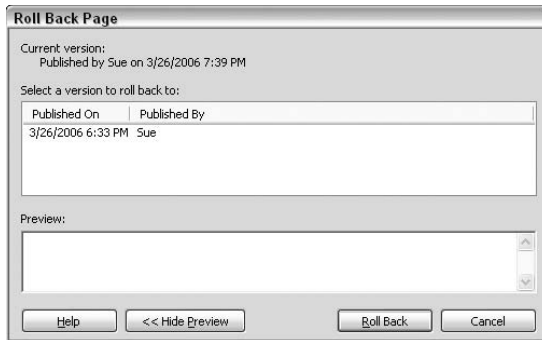 Roll Back Page
Current version:
Published by Sue on 3/26/2006 7:39 PM
Select a version to roll back to:
Published On Published By
3/26/2006 6:33 PM Sue
Preview:
Help << Hide Preview Roll Back Cancel